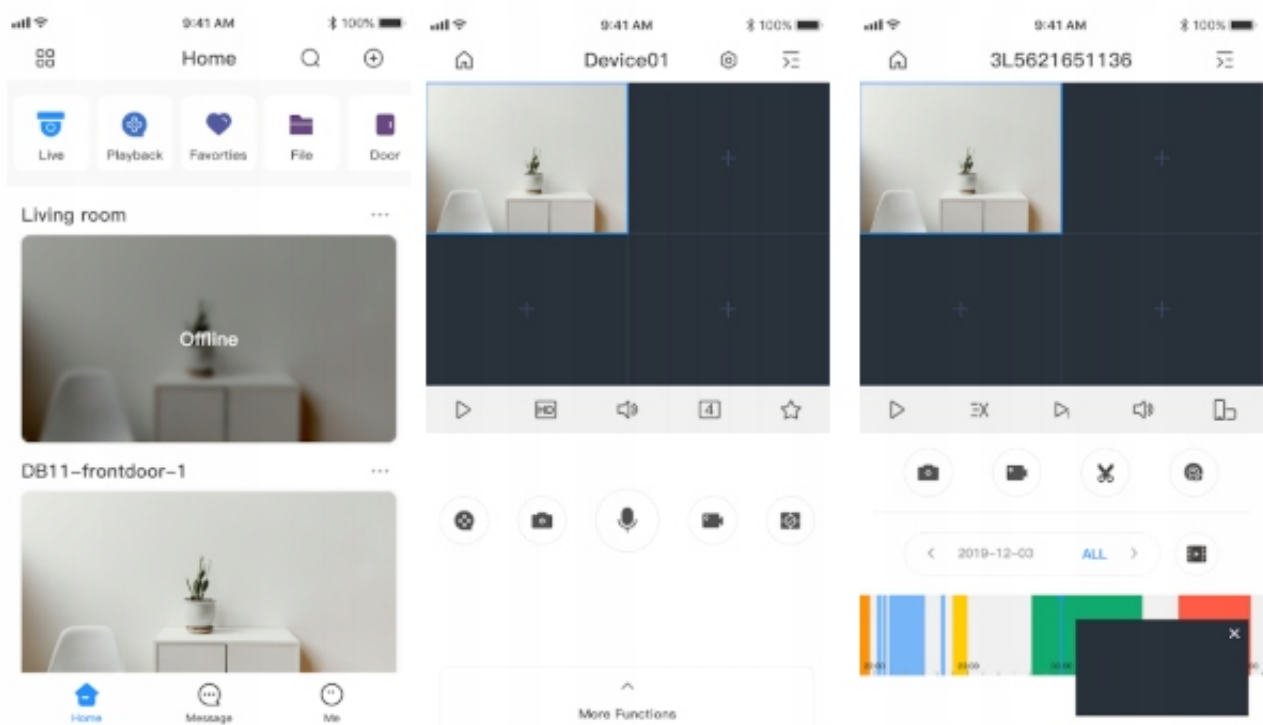 9:41 AM
100%
Home
Live
Playback
Favorties
File
Door
Living room
Offline
DB11-frontdoor-1
Home
Message
Me
9:41 AM
100%
Device01
HD
4
More Functions
9:41 AM
100%
3L5621651136
2019-12-03
ALL